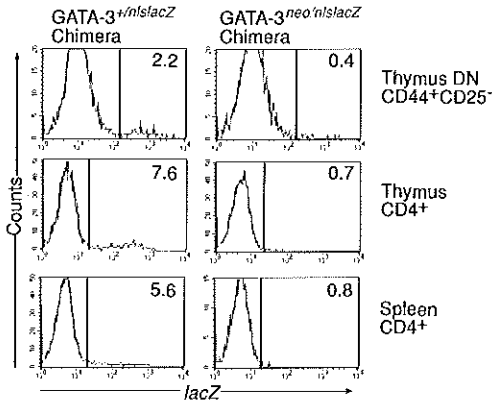 GATA-3+/nlslacZ Chimera
GATA-3neo/nlslacZ Chimera
2.2
0.4
Thymus DN
CD44+CD25-
7.6
0.7
Thymus
CD4+
5.6
0.8
Spleen
CD4+
Counts
lacZ